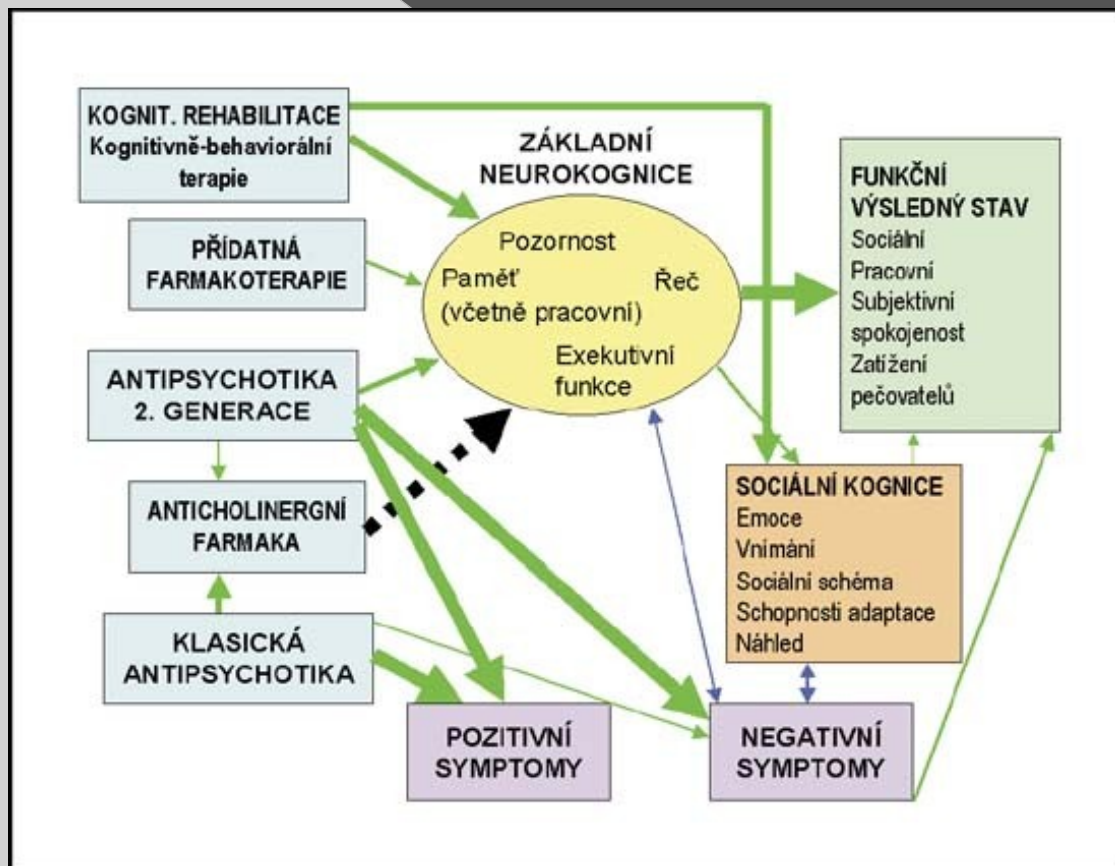 KOGNIT. REHABILITACE
Kognitivně-behaviorální
terapie
PŘÍDATNÁ
FARMAKOTERAPIE
ANTIPSYCHOTIKA
2. GENERACE
ANTICHOLINERGNÍ
FARMAKA
KLASICKÁ
ANTIPSYCHOTIKA
ZÁKLADNÍ
NEUROKOGNICE
Pozornost
Paměť
(včetně pracovní)
Řeč
Exekutivní
funkce
FUNKČNÍ
VÝSLEDNÝ STAV
Sociální
Pracovní
Subjektivní
spokojenost
Zatížení
pečovatelů
SOCIÁLNÍ KOGNICE
Emoce
Vnímání
Sociální schéma
Schopnosti adaptace
Náhled
POZITIVNÍ
SYMPTOMY
NEGATIVNÍ
SYMPTOMY